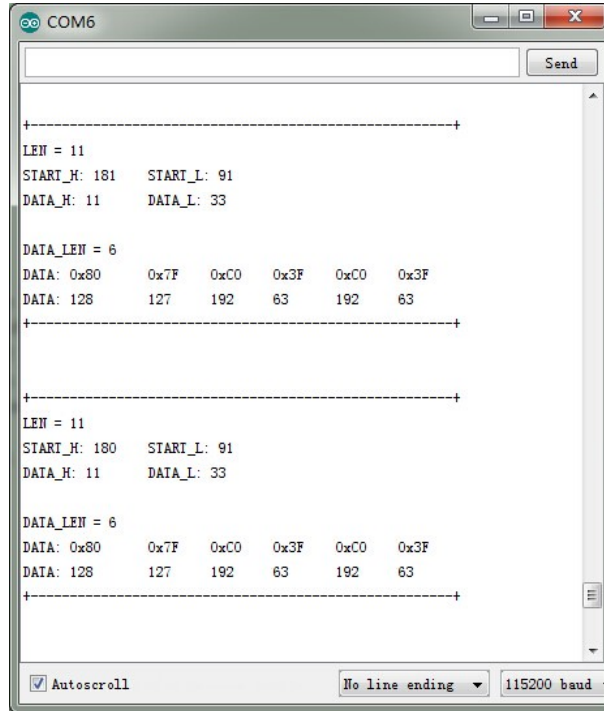 COM6
Send
+------------------------------------------------------+
LEN = 11
START_H: 181 START_L: 91
DATA_H: 11 DATA_L: 33
DATA_LEN = 6
DATA: 0x80 0x7F 0xC0 0x3F 0xC0 0x3F
DATA: 128 127 192 63 192 63
+------------------------------------------------------+
+------------------------------------------------------+
LEN = 11
START_H: 180 START_L: 91
DATA_H: 11 DATA_L: 33
DATA_LEN = 6
DATA: 0x80 0x7F 0xC0 0x3F 0xC0 0x3F
DATA: 128 127 192 63 192 63
+------------------------------------------------------+
Autoscroll No line ending 115200 baud